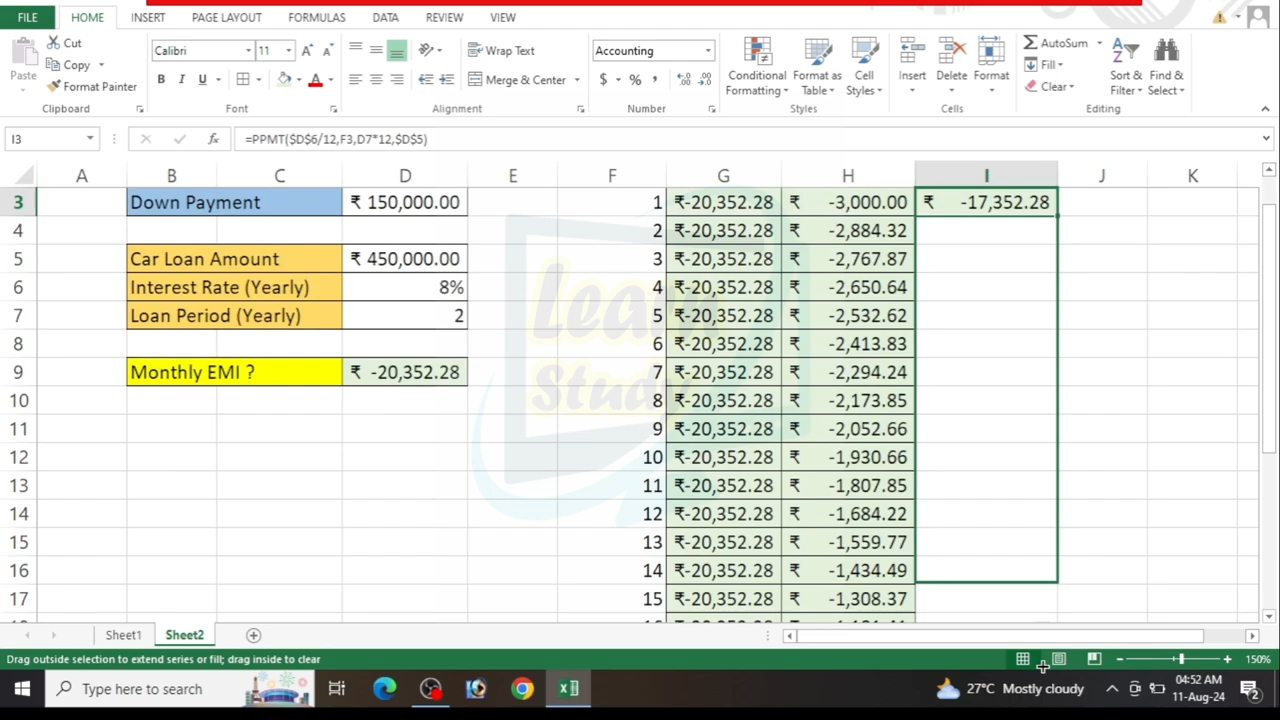 FILE HOME INSERT PAGE LAYOUT FORMULAS DATA REVIEW VIEW
Cut
Copy
Format Painter
Paste
Calibri 11
Accounting
B I U
Wrap Text
Merge & Center
$ % ,
Conditional Formatting
Format as Table
Cell Styles
Insert
Delete
Format
AutoSum
Fill
Clear
Sort & Filter
Find & Select
Clipboard Font Alignment Number Styles Cells Editing
I3 fx =PPMT($D$6/12,F3,D7*12,$D$5)
A B C D E F G H I J K
3 Down Payment ₹ 150,000.00 1 ₹-20,352.28 ₹ -3,000.00 ₹ -17,352.28
4 2 ₹-20,352.28 ₹ -2,884.32
5 Car Loan Amount ₹ 450,000.00 3 ₹-20,352.28 ₹ -2,767.87
6 Interest Rate (Yearly) 8% 4 ₹-20,352.28 ₹ -2,650.64
7 Loan Period (Yearly) 2 5 ₹-20,352.28 ₹ -2,532.62
8 6 ₹-20,352.28 ₹ -2,413.83
9 Monthly EMI ? ₹ -20,352.28 7 ₹-20,352.28 ₹ -2,294.24
10 8 ₹-20,352.28 ₹ -2,173.85
11 9 ₹-20,352.28 ₹ -2,052.66
12 10 ₹-20,352.28 ₹ -1,930.66
13 11 ₹-20,352.28 ₹ -1,807.85
14 12 ₹-20,352.28 ₹ -1,684.22
15 13 ₹-20,352.28 ₹ -1,559.77
16 14 ₹-20,352.28 ₹ -1,434.49
17 15 ₹-20,352.28 ₹ -1,308.37
Learn
Study
Sheet1 Sheet2
Drag outside selection to extend series or fill; drag inside to clear
150%
Type here to search
27°C Mostly cloudy
04:52 AM
11-Aug-24
2